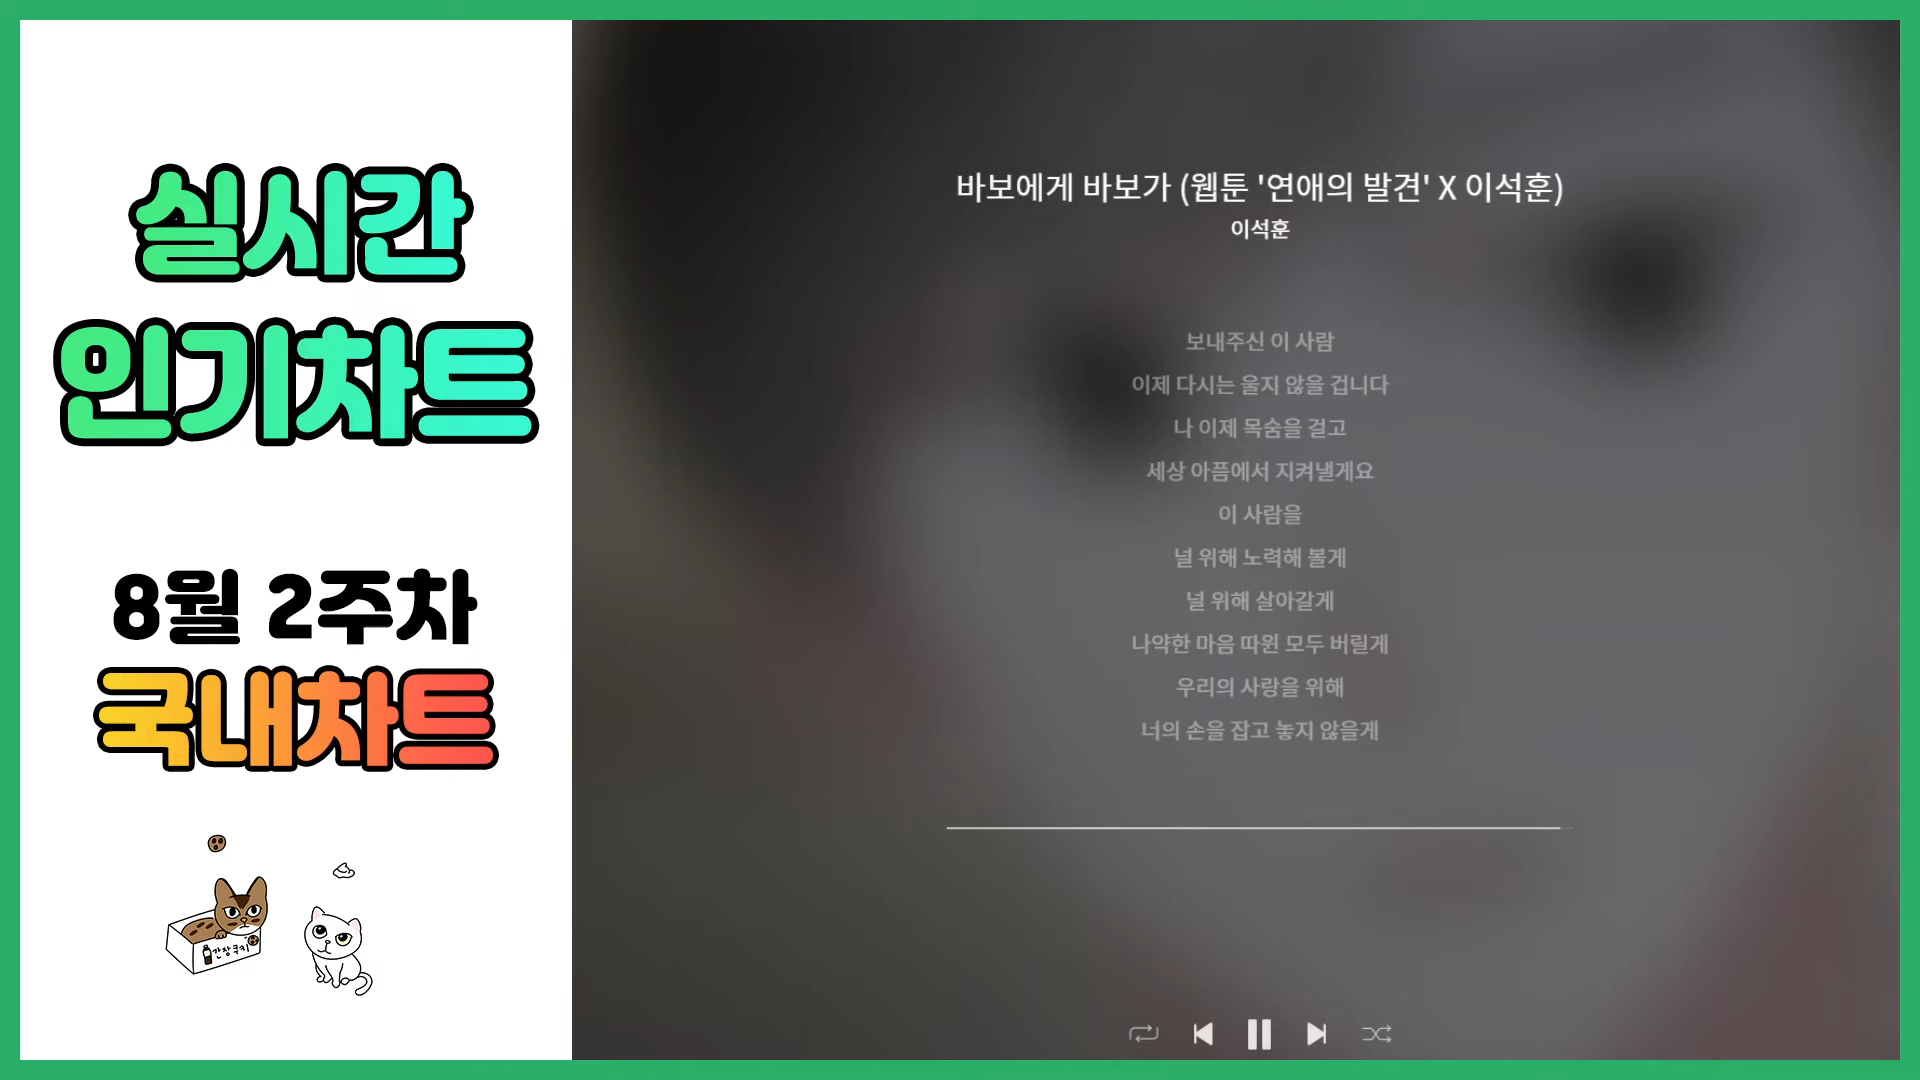 실시간
인기차트
8월 2주차
국내차트
간장쿠키
바보에게 바보가 (웹툰 '연애의 발견' X 이석훈)
이석훈
보내주신 이 사람
이제 다시는 울지 않을 겁니다
나 이제 목숨을 걸고
세상 아픔에서 지켜낼게요
이 사람을
널 위해 노력해 볼게
널 위해 살아갈게
나약한 마음 따윈 모두 버릴게
우리의 사랑을 위해
너의 손을 잡고 놓지 않을게